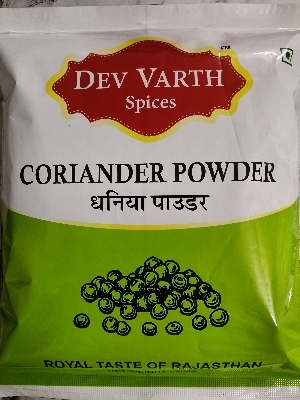 DEV VARTH
Spices
TM
CORIANDER POWDER
धनिया पाउडर
ROYAL TASTE OF RAJASTHAN